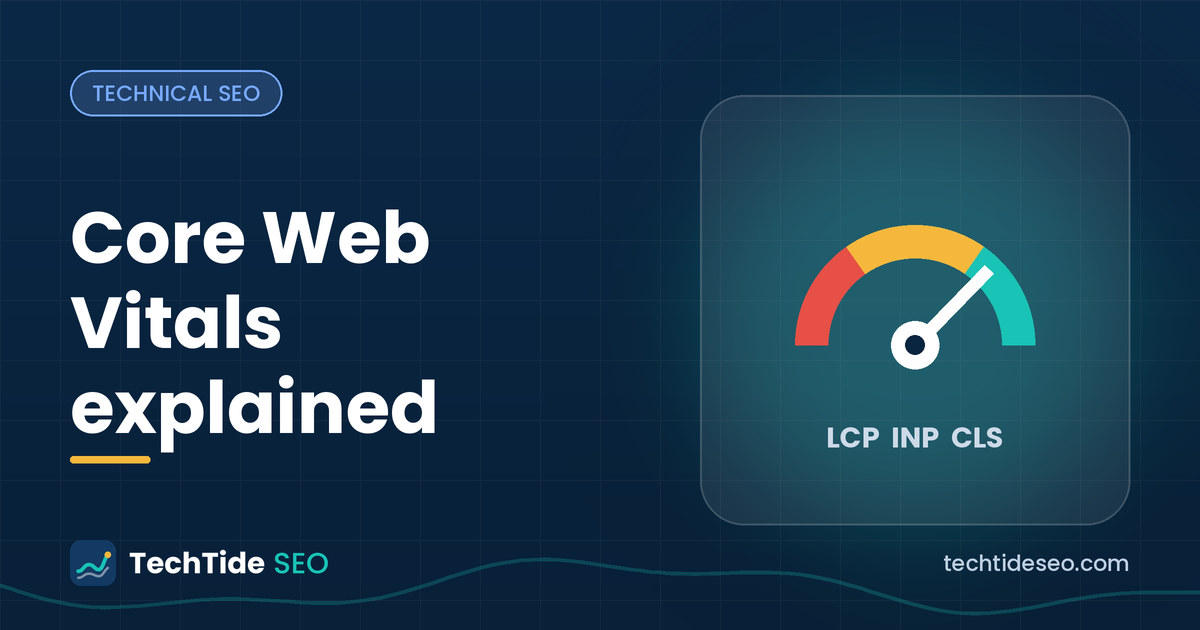 TECHNICAL SEO
Core Web
Vitals
explained
LCP INP CLS
TechTide SEO
techtideseo.com